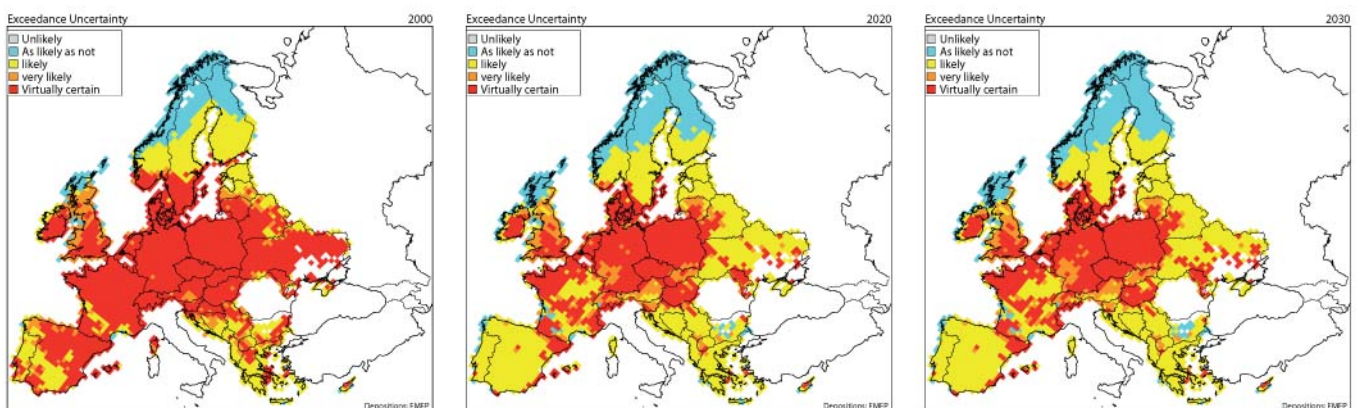 Exceedance Uncertainty 2000
Unlikely
As likely as not
likely
very likely
Virtually certain
Depositions: EMEP
Exceedance Uncertainty 2020
Unlikely
As likely as not
likely
very likely
Virtually certain
Depositions: EMEP
Exceedance Uncertainty 2030
Unlikely
As likely as not
likely
very likely
Virtually certain
Depositions: EMEP